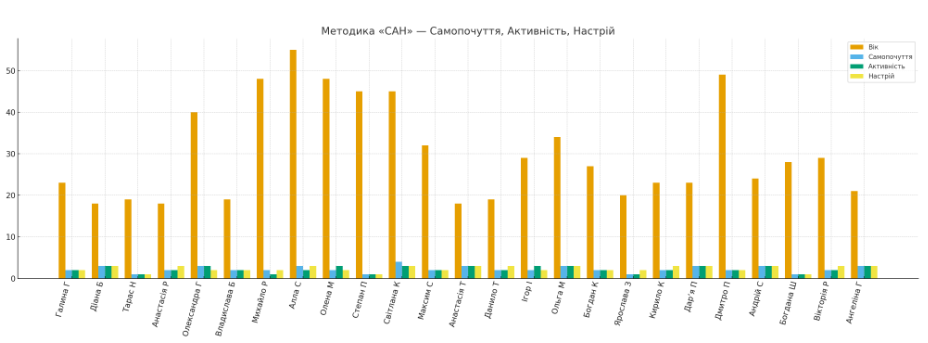 Методика «САН» — Самопочуття, Активність, Настрій
Вік
Самопочуття
Активність
Настрій
50
40
30
20
10
0
Галина Г
Діана Б
Тарас Н
Анастасія Р
Олександра Г
Владислава Б
Михайло Р
Алла С
Олена М
Степан П
Світлана К
Максим С
Анастасія Т
Данило Т
Ігор І
Ольга М
Богдан К
Ярослава З
Кирило К
Дар'я П
Дмитро П
Андрій С
Богдана Ш
Вікторія Р
Ангеліна Г